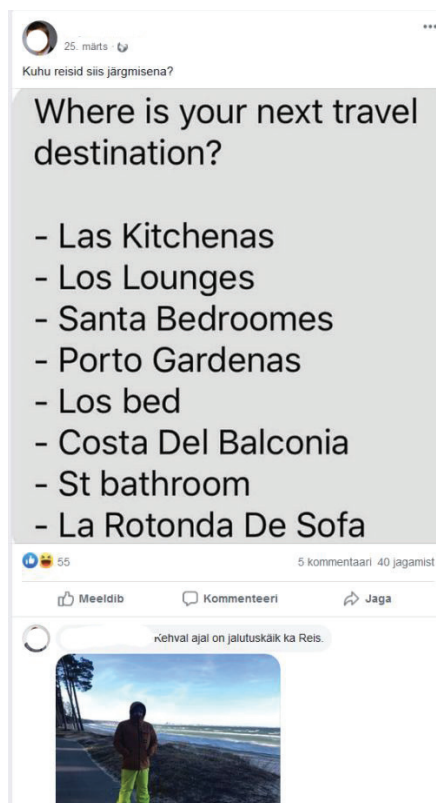 25. märts
Kuhu reisid siis järgmisena?
Where is your next travel
destination?
- Las Kitchenas
- Los Lounges
- Santa Bedroomes
- Porto Gardenas
- Los bed
- Costa Del Balconia
- St bathroom
- La Rotonda De Sofa
55 5 kommentaari 40 jagamist
Meeldib Kommenteeri Jaga
Kehval ajal on jalutuskäik ka Reis.